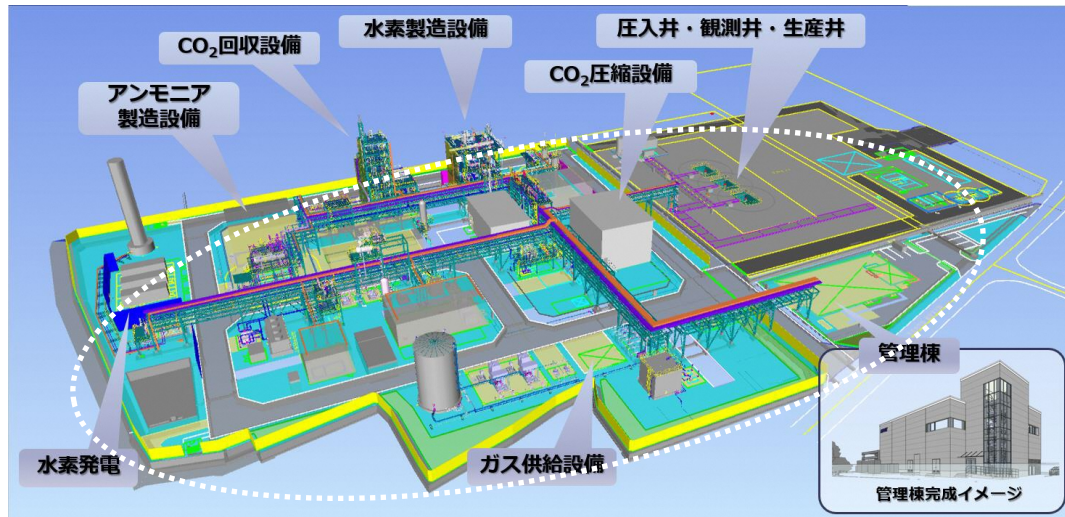 水素製造設備
圧入井・観測井・生産井
CO₂回収設備
CO₂圧縮設備
アンモニア
製造設備
管理棟
水素発電
ガス供給設備
管理棟完成イメージ